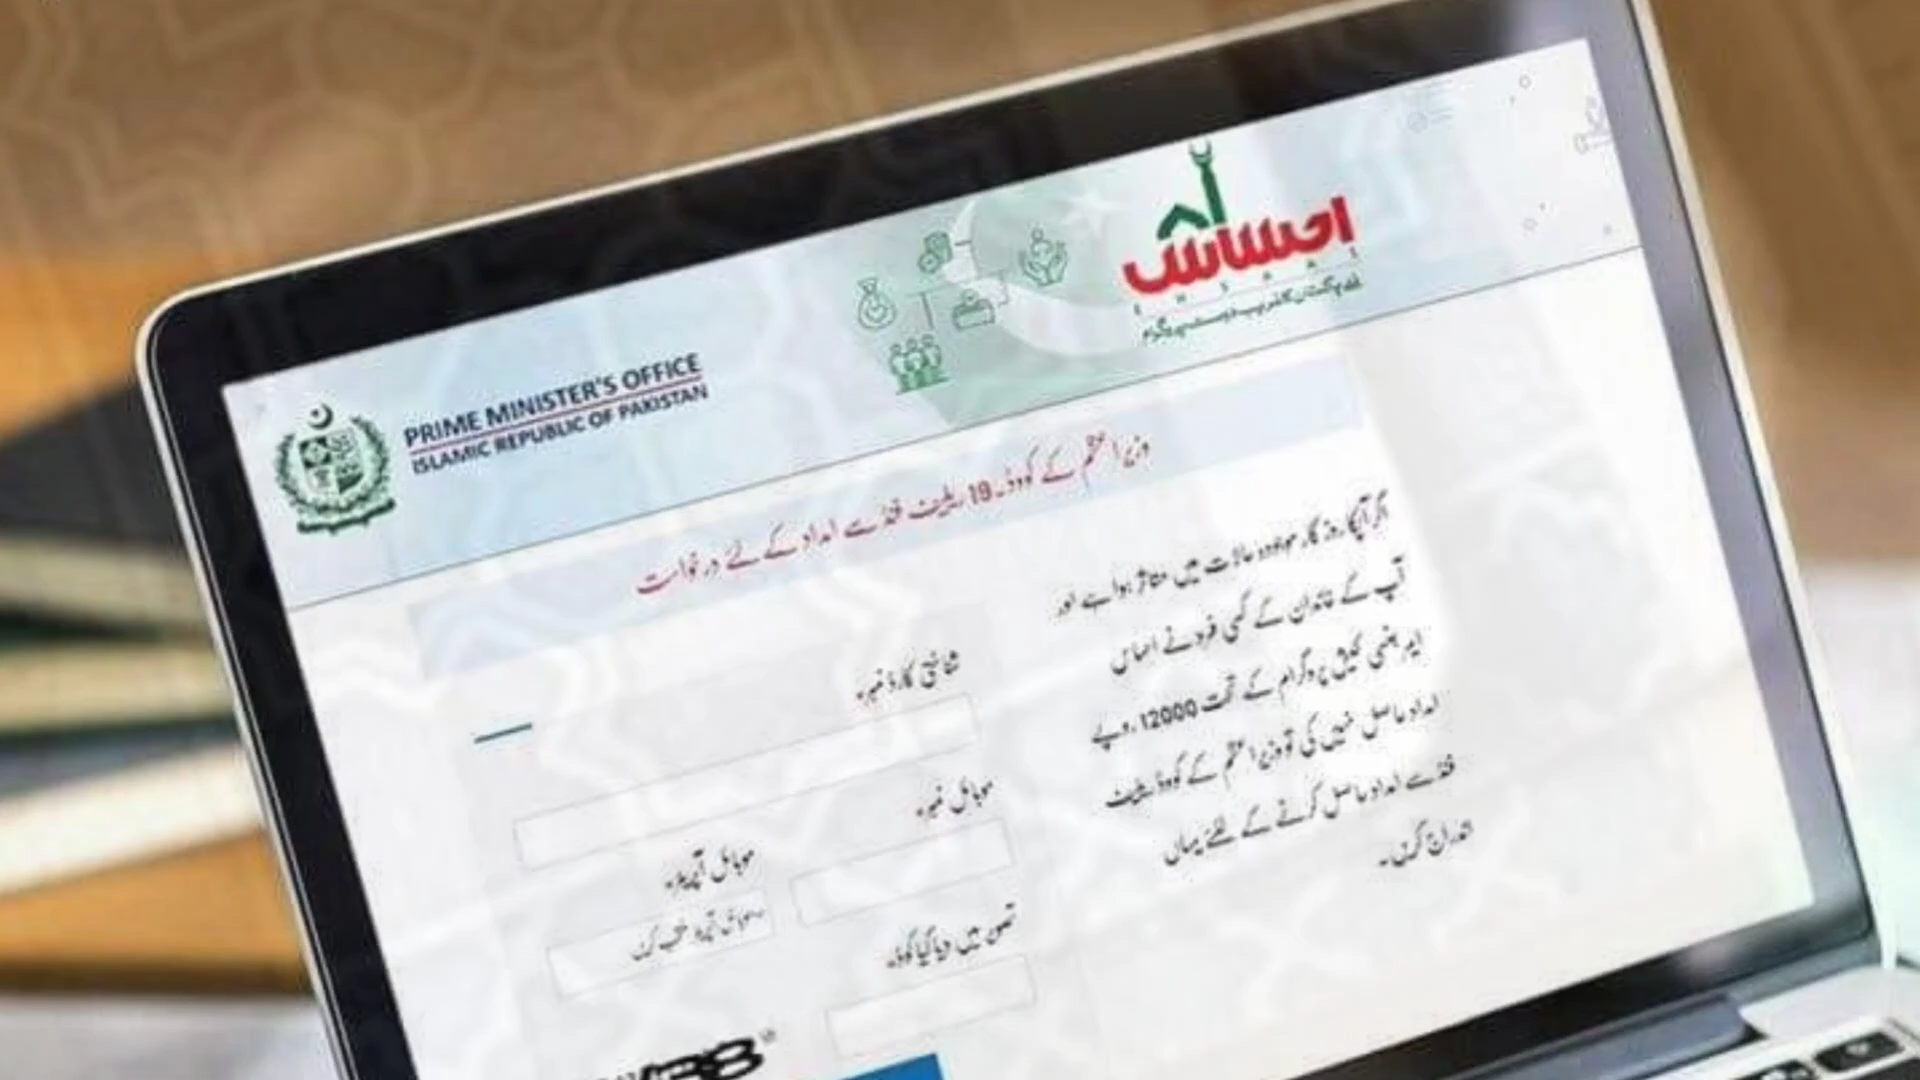 PRIME MINISTER'S OFFICE
ISLAMIC REPUBLIC OF PAKISTAN
احساس
وزیر اعظم کے کووڈ-19 ریلیف فنڈ سے امداد کے لئے درخواست
اگر آپکا روزگار موجودہ حالات میں متاثر ہوا ہے اور
آپ کے خاندان کے کسی فرد نے احساس
ایمرجنسی کیش پروگرام کے تحت 12000 روپے
امداد حاصل نہیں کی تو وزیر اعظم کے کووڈ ریلیف
فنڈ سے امداد حاصل کرنے کے لئے یہاں
اندراج کریں۔
شناختی کارڈ نمبر۔
موبائل نمبر۔
موبائل آپریٹر۔
موبائل آپریٹر منتخب کریں
تصویر میں دیا گیا کوڈ۔